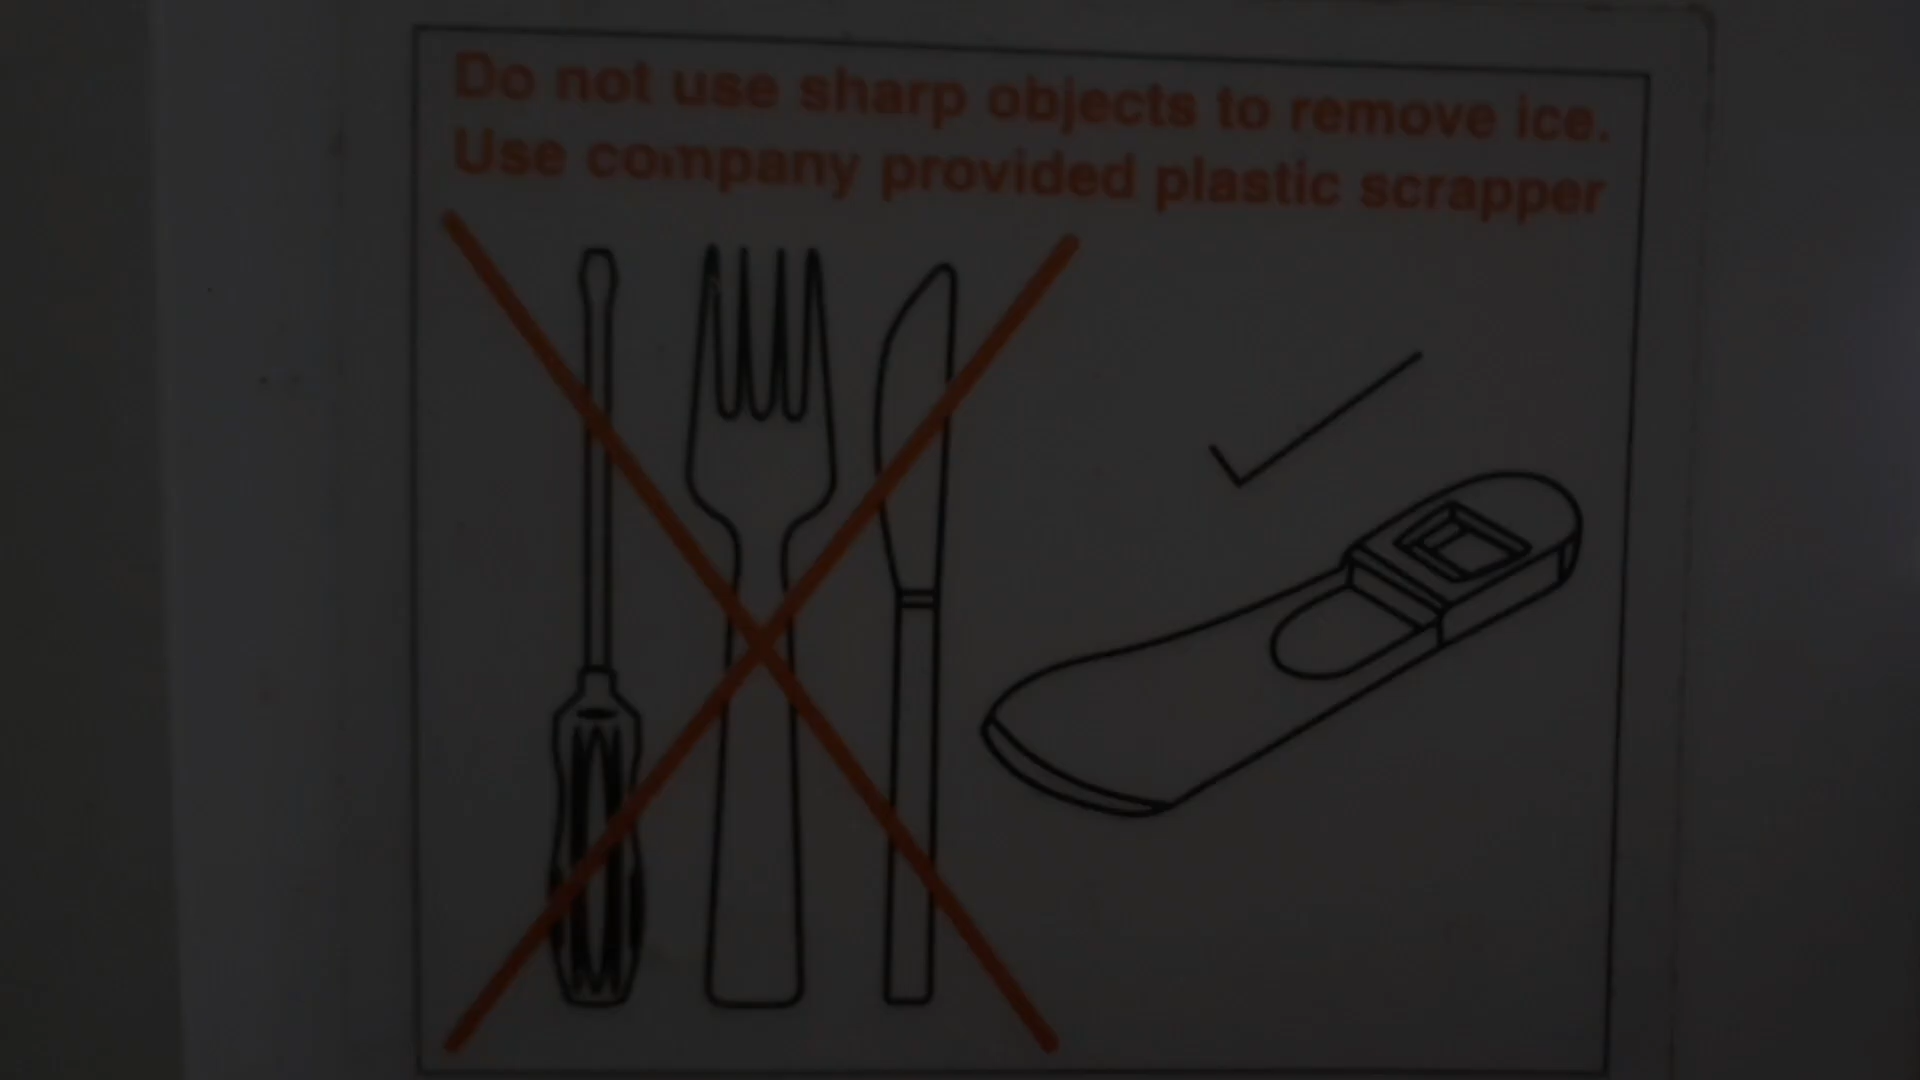 Do not use sharp objects to remove ice.
Use company provided plastic scrapper